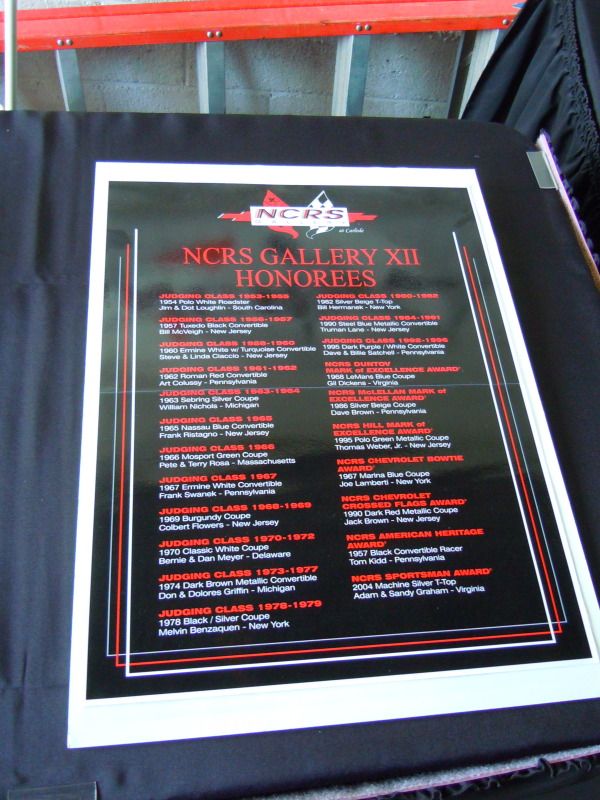 NCRS
GALLERY
at Carlisle
NCRS GALLERY XII
HONOREES
JUDGING CLASS 1953-1955
1954 Polo White Roadster
Jim & Dot Loughlin - South Carolina
JUDGING CLASS 1956-1957
1957 Tuxedo Black Convertible
Bill McVeigh - New Jersey
JUDGING CLASS 1958-1960
1960 Ermine White w/ Turquoise Convertible
Steve & Linda Ciaccio - New Jersey
JUDGING CLASS 1961-1962
1962 Roman Red Convertible
Art Colussy - Pennsylvania
JUDGING CLASS 1963-1964
1963 Sebring Silver Coupe
William Nichols - Michigan
JUDGING CLASS 1965
1965 Nassau Blue Convertible
Frank Ristagno - New Jersey
JUDGING CLASS 1966
1966 Mosport Green Coupe
Pete & Terry Rosa - Massachusetts
JUDGING CLASS 1967
1967 Ermine White Convertible
Frank Swanek - Pennsylvania
JUDGING CLASS 1968-1969
1969 Burgundy Coupe
Colbert Flowers - New Jersey
JUDGING CLASS 1970-1972
1970 Classic White Coupe
Bernie & Dan Meyer - Delaware
JUDGING CLASS 1973-1977
1974 Dark Brown Metallic Convertible
Don & Dolores Griffin - Michigan
JUDGING CLASS 1978-1979
1978 Black / Silver Coupe
Melvin Benzaquen - New York
JUDGING CLASS 1980-1982
1982 Silver Beige T-Top
Bill Hermanek - New York
JUDGING CLASS 1984-1991
1990 Steel Blue Metallic Convertible
Truman Lane - New Jersey
JUDGING CLASS 1992-1996
1995 Dark Purple / White Convertible
Dave & Billie Satchell - Pennsylvania
NCRS DUNTOV
MARK of EXCELLENCE AWARD
1968 LeMans Blue Coupe
Gil Dickens - Virginia
NCRS McLELLAN MARK of
EXCELLENCE AWARD
1986 Silver Beige Coupe
Dave Brown - Pennsylvania
NCRS HILL MARK of
EXCELLENCE AWARD
1995 Polo Green Metallic Coupe
Thomas Weber, Jr. - New Jersey
NCRS CHEVROLET BOWTIE
AWARD
1967 Marina Blue Coupe
Joe Lamberti - New York
NCRS CHEVROLET
CROSSED FLAGS AWARD
1990 Dark Red Metallic Coupe
Jack Brown - New Jersey
NCRS AMERICAN HERITAGE
AWARD
1957 Black Convertible Racer
Tom Kidd - Pennsylvania
NCRS SPORTSMAN AWARD
2004 Machine Silver T-Top
Adam & Sandy Graham - Virginia